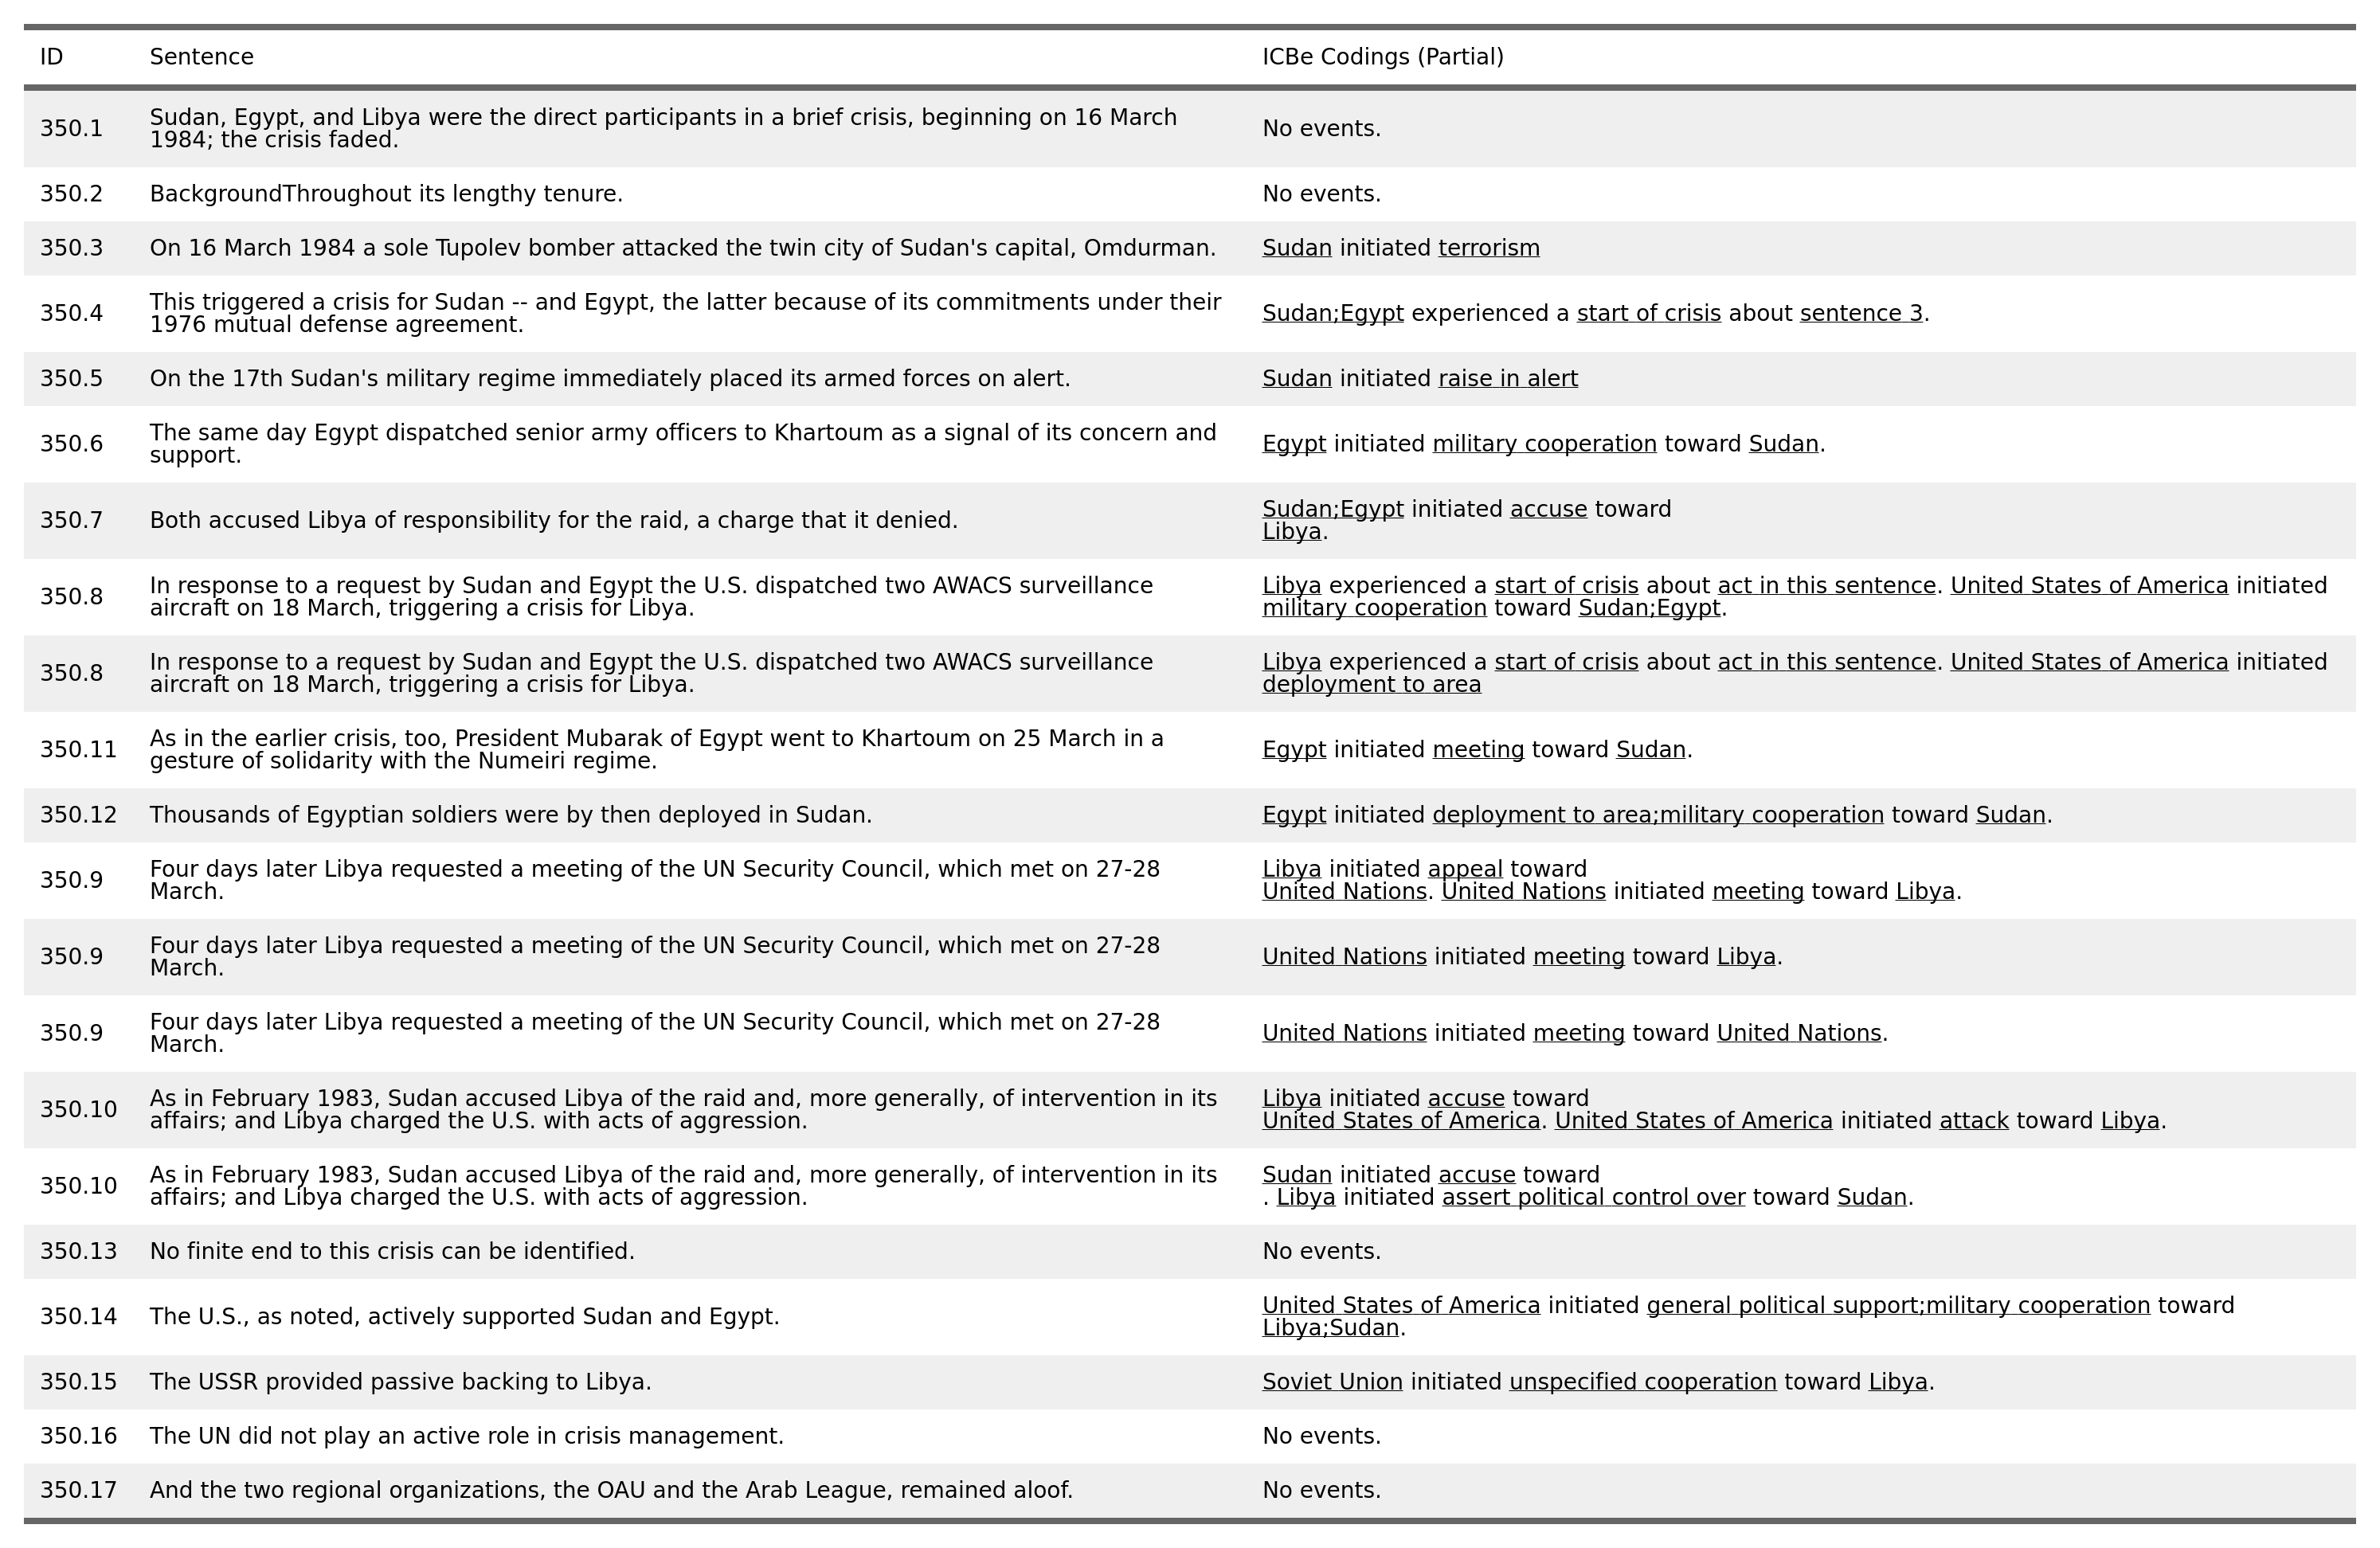 ID Sentence ICBe Codings (Partial)
350.1 Sudan, Egypt, and Libya were the direct participants in a brief crisis, beginning on 16 March
1984; the crisis faded. No events.
350.2 BackgroundThroughout its lengthy tenure. No events.
350.3 On 16 March 1984 a sole Tupolev bomber attacked the twin city of Sudan's capital, Omdurman. Sudan initiated terrorism
350.4 This triggered a crisis for Sudan -- and Egypt, the latter because of its commitments under their
1976 mutual defense agreement. Sudan;Egypt experienced a start of crisis about sentence 3.
350.5 On the 17th Sudan's military regime immediately placed its armed forces on alert. Sudan initiated raise in alert
350.6 The same day Egypt dispatched senior army officers to Khartoum as a signal of its concern and
support. Egypt initiated military cooperation toward Sudan.
350.7 Both accused Libya of responsibility for the raid, a charge that it denied. Sudan;Egypt initiated accuse toward
Libya.
350.8 In response to a request by Sudan and Egypt the U.S. dispatched two AWACS surveillance
aircraft on 18 March, triggering a crisis for Libya. Libya experienced a start of crisis about act in this sentence. United States of America initiated
military cooperation toward Sudan;Egypt.
350.8 In response to a request by Sudan and Egypt the U.S. dispatched two AWACS surveillance
aircraft on 18 March, triggering a crisis for Libya. Libya experienced a start of crisis about act in this sentence. United States of America initiated
deployment to area
350.11 As in the earlier crisis, too, President Mubarak of Egypt went to Khartoum on 25 March in a
gesture of solidarity with the Numeiri regime. Egypt initiated meeting toward Sudan.
350.12 Thousands of Egyptian soldiers were by then deployed in Sudan. Egypt initiated deployment to area;military cooperation toward Sudan.
350.9 Four days later Libya requested a meeting of the UN Security Council, which met on 27-28
March. Libya initiated appeal toward
United Nations. United Nations initiated meeting toward Libya.
350.9 Four days later Libya requested a meeting of the UN Security Council, which met on 27-28
March. United Nations initiated meeting toward Libya.
350.9 Four days later Libya requested a meeting of the UN Security Council, which met on 27-28
March. United Nations initiated meeting toward United Nations.
350.10 As in February 1983, Sudan accused Libya of the raid and, more generally, of intervention in its
affairs; and Libya charged the U.S. with acts of aggression. Libya initiated accuse toward
United States of America. United States of America initiated attack toward Libya.
350.10 As in February 1983, Sudan accused Libya of the raid and, more generally, of intervention in its
affairs; and Libya charged the U.S. with acts of aggression. Sudan initiated accuse toward
. Libya initiated assert political control over toward Sudan.
350.13 No finite end to this crisis can be identified. No events.
350.14 The U.S., as noted, actively supported Sudan and Egypt. United States of America initiated general political support;military cooperation toward
Libya;Sudan.
350.15 The USSR provided passive backing to Libya. Soviet Union initiated unspecified cooperation toward Libya.
350.16 The UN did not play an active role in crisis management. No events.
350.17 And the two regional organizations, the OAU and the Arab League, remained aloof. No events.